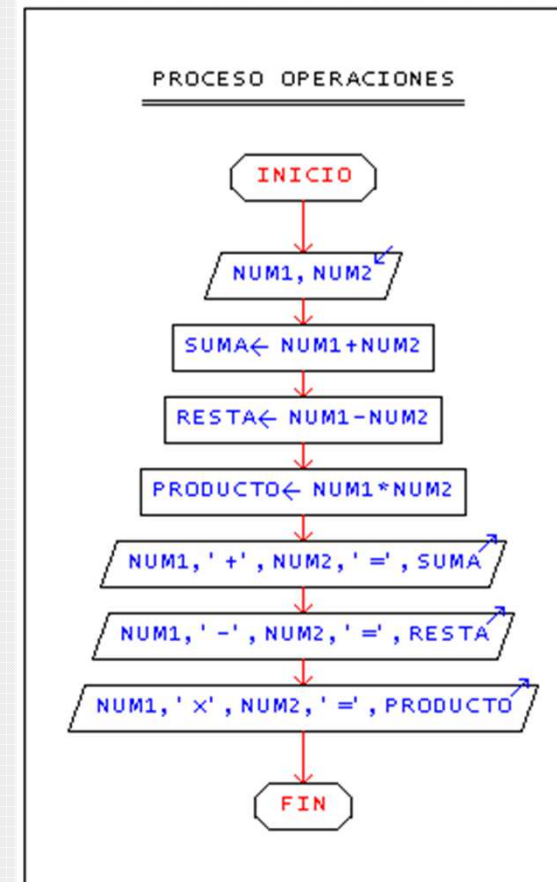 PROCESO OPERACIONES
INICIO
NUM1, NUM2
SUMA← NUM1+NUM2
RESTA← NUM1-NUM2
PRODUCTO← NUM1*NUM2
NUM1,' +', NUM2,' =', SUMA
NUM1,' -', NUM2,' =', RESTA
NUM1,' ×', NUM2,' =', PRODUCTO
FIN